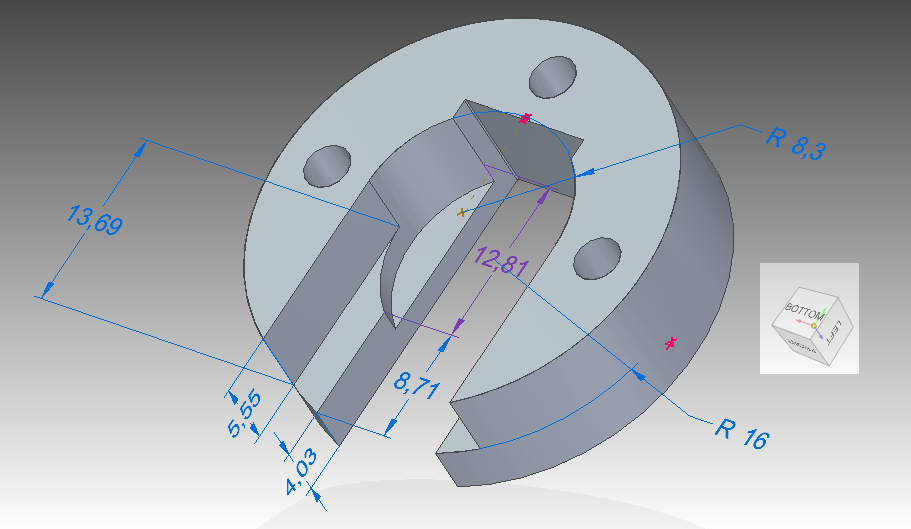 R 8,3
13,69
12,81
BOTTOM
LEFT
8,71
5,55
R 16
4,03